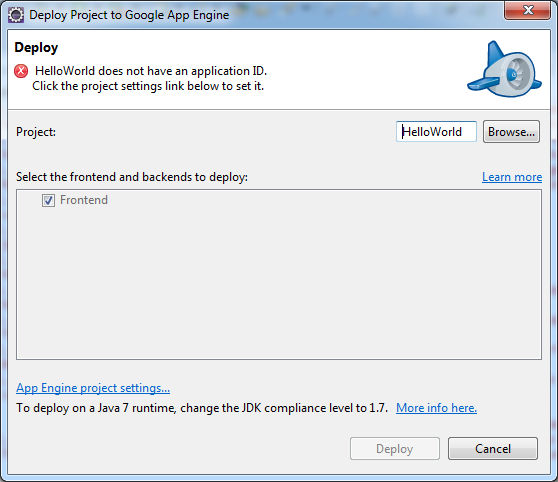 Deploy Project to Google App Engine
Deploy
HelloWorld does not have an application ID.
Click the project settings link below to set it.
Project: HelloWorld Browse...
Select the frontend and backends to deploy: Learn more
Frontend
App Engine project settings...
To deploy on a Java 7 runtime, change the JDK compliance level to 1.7. More info here.
Deploy Cancel